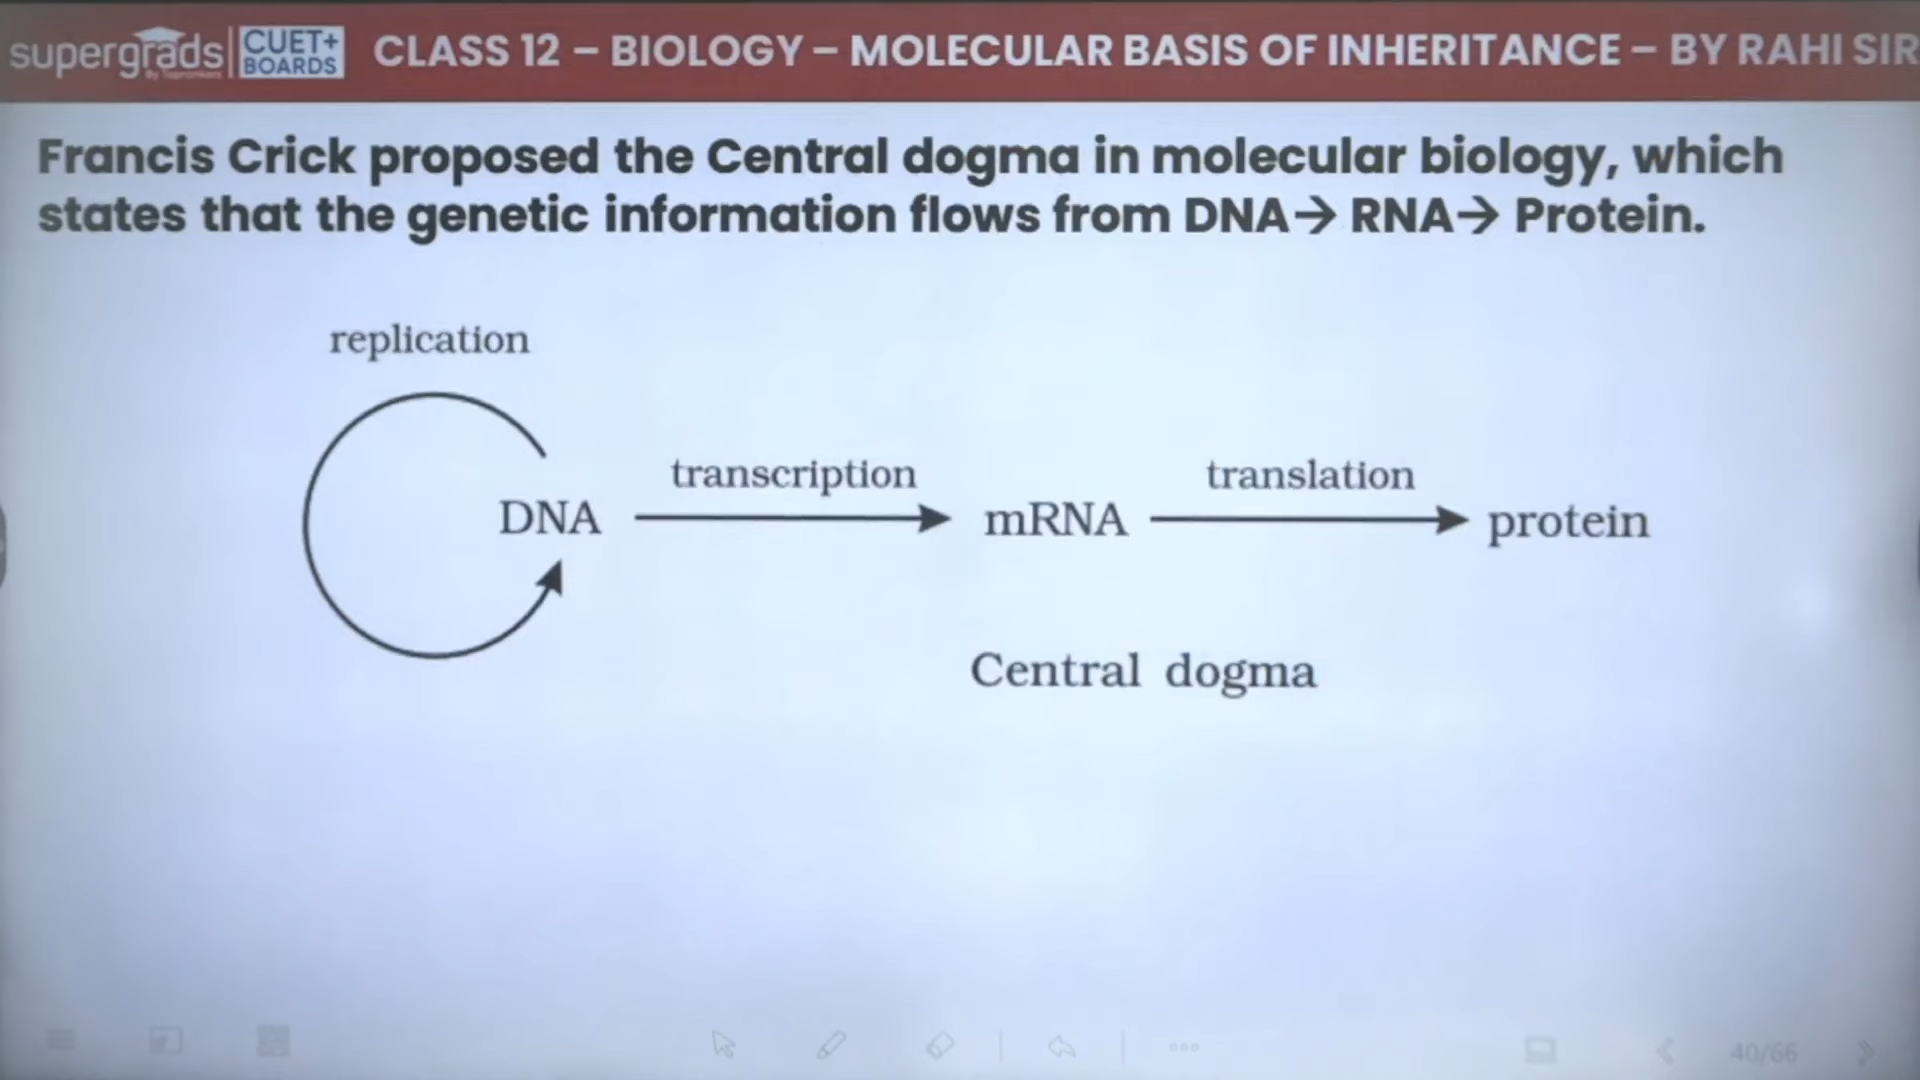 supergrads
By Toprankers
CUET+
BOARDS
CLASS 12 – BIOLOGY – MOLECULAR BASIS OF INHERITANCE – BY RAHI SIR
Francis Crick proposed the Central dogma in molecular biology, which
states that the genetic information flows from DNA→ RNA→ Protein.
replication
transcription
translation
DNA
mRNA
protein
Central dogma
40/66